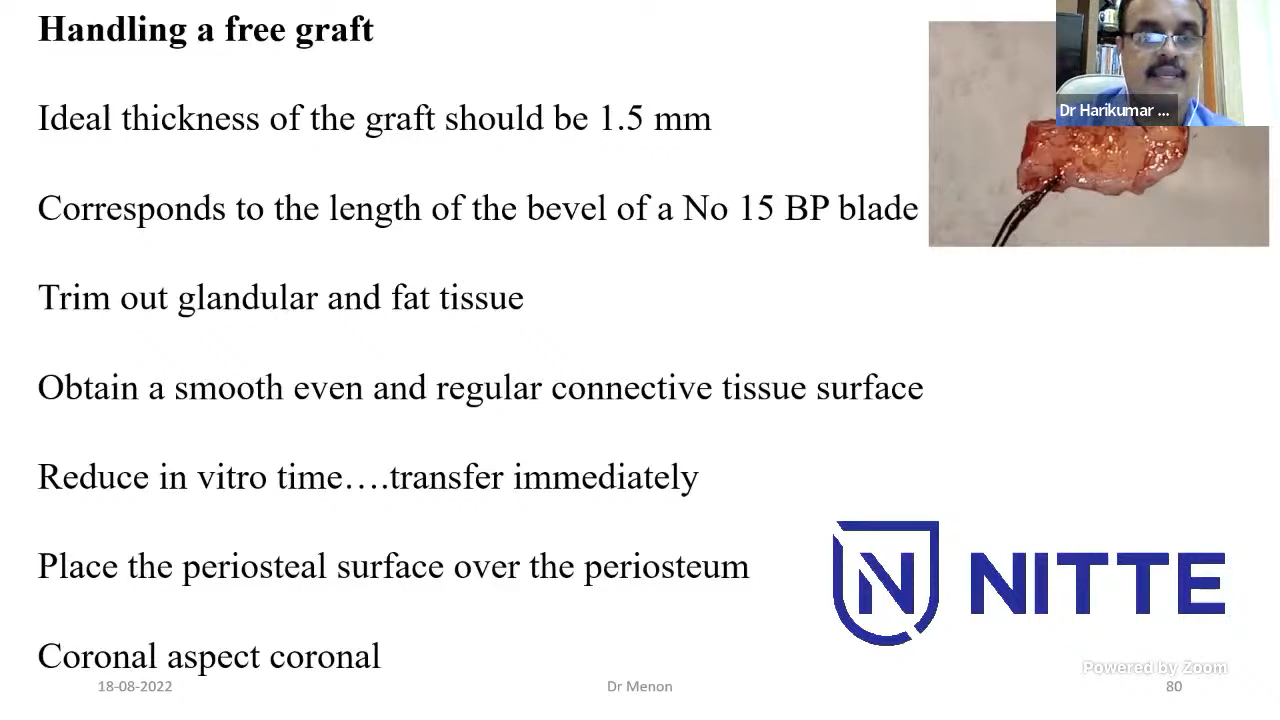 Handling a free graft
Dr Harikumar ...
Ideal thickness of the graft should be 1.5 mm
Corresponds to the length of the bevel of a No 15 BP blade
Trim out glandular and fat tissue
Obtain a smooth even and regular connective tissue surface
Reduce in vitro time….transfer immediately
Place the periosteal surface over the periosteum
N NITTE
Coronal aspect coronal
Powered by Zoom
18-08-2022
Dr Menon
80